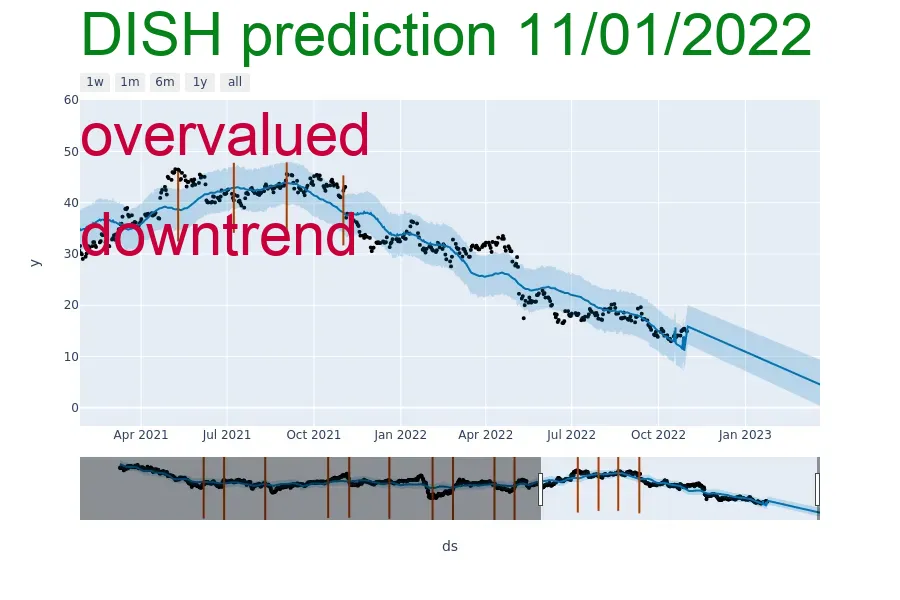 DISH prediction 11/01/2022
1w 1m 6m 1y all
60
overvalued
50
40
downtrend
30
20
10
0
y
Apr 2021 Jul 2021 Oct 2021 Jan 2022 Apr 2022 Jul 2022 Oct 2022 Jan 2023
ds